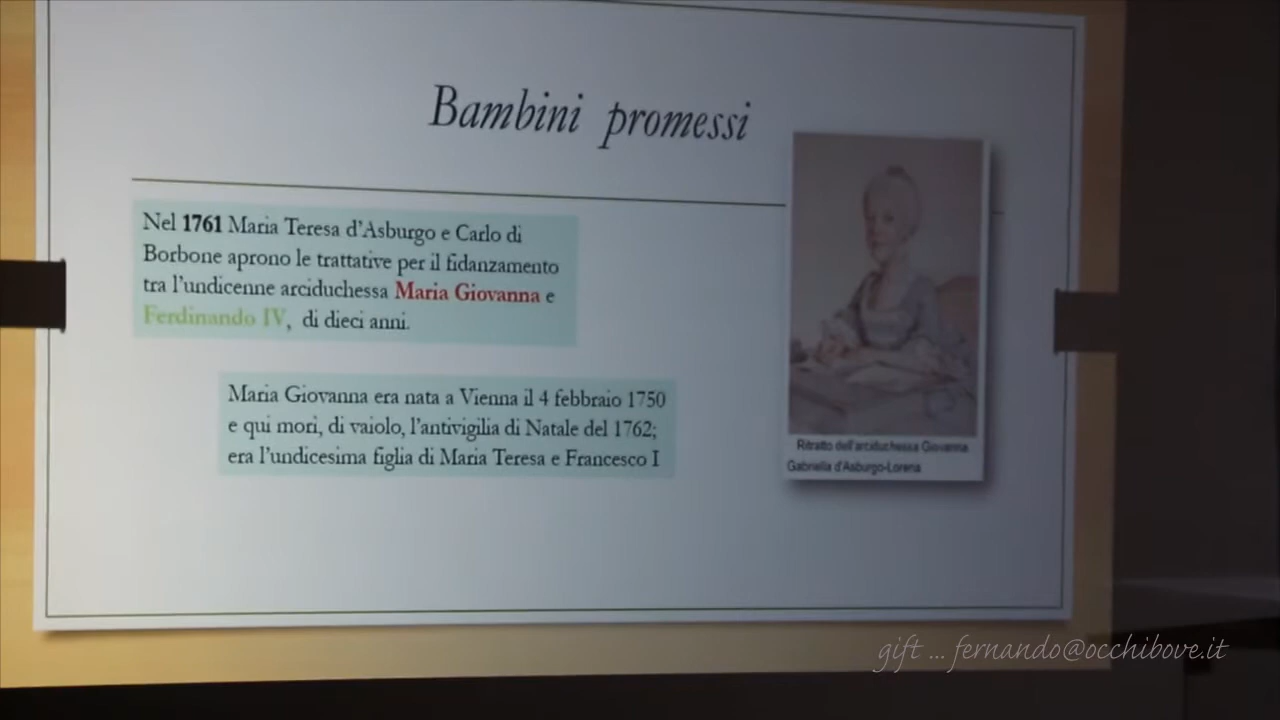 Bambini promessi
Nel 1761 Maria Teresa d'Asburgo e Carlo di
Borbone aprono le trattative per il fidanzamento
tra l'undicenne arciduchessa Maria Giovanna e
Ferdinando IV, di dieci anni.
Maria Giovanna era nata a Vienna il 4 febbraio 1750
e qui morì, di vaiolo, l'antivigilia di Natale del 1762;
era l'undicesima figlia di Maria Teresa e Francesco I
Ritratto dell'arciduchessa Giovanna
Gabriella d'Asburgo-Lorena
gift ... fernando@occhibove.it